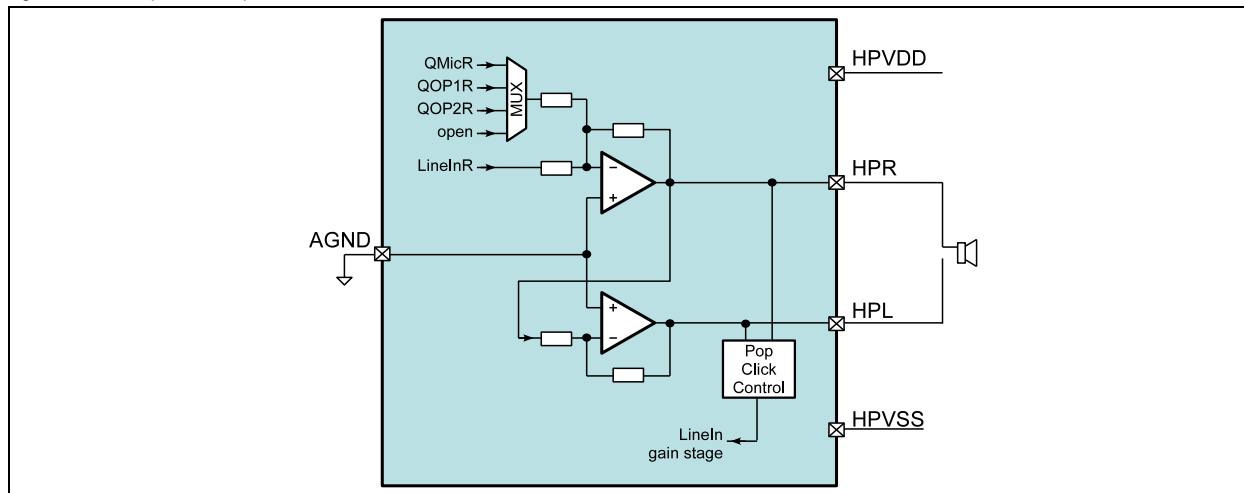 HPVDD
QMicR
QOP1R
QOP2R
open
MUX
LineInR
−
+
HPR
AGND
+
−
HPL
Pop
Click
Control
LineIn
gain stage
HPVSS